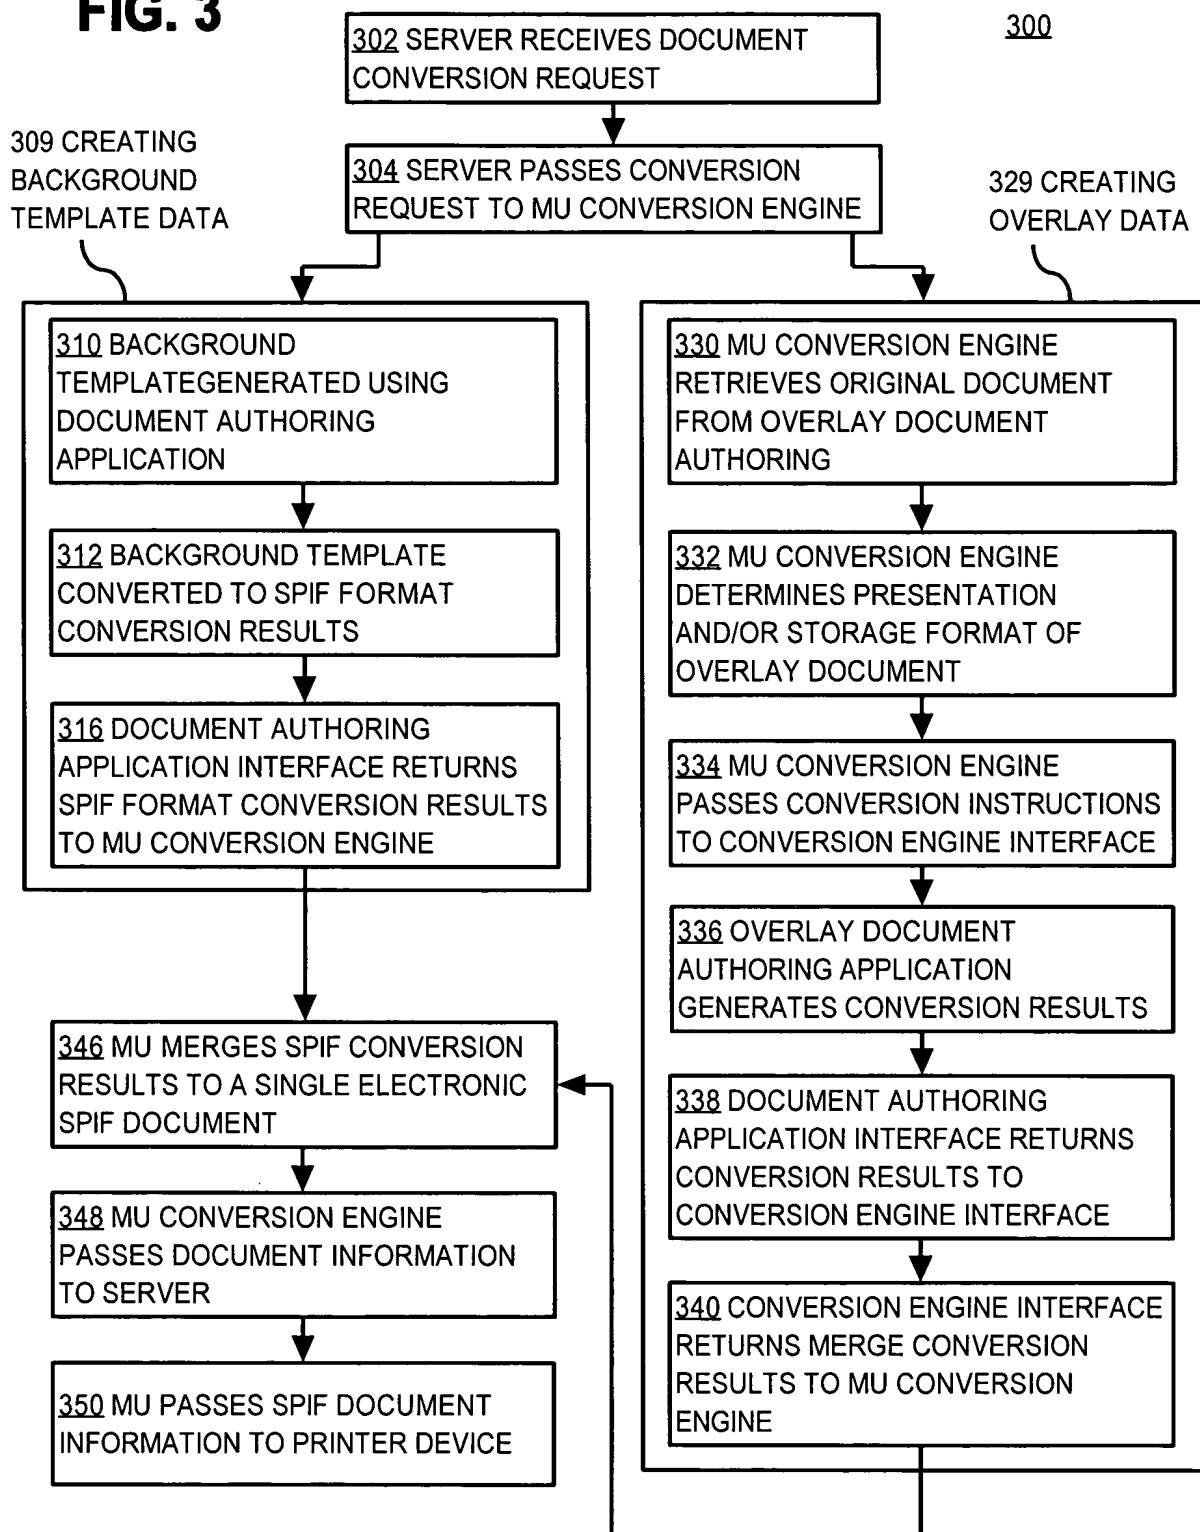 FIG. 3
300
302 SERVER RECEIVES DOCUMENT
CONVERSION REQUEST
304 SERVER PASSES CONVERSION
REQUEST TO MU CONVERSION ENGINE
309 CREATING
BACKGROUND
TEMPLATE DATA
329 CREATING
OVERLAY DATA
310 BACKGROUND
TEMPLATEGENERATED USING
DOCUMENT AUTHORING
APPLICATION
312 BACKGROUND TEMPLATE
CONVERTED TO SPIF FORMAT
CONVERSION RESULTS
316 DOCUMENT AUTHORING
APPLICATION INTERFACE RETURNS
SPIF FORMAT CONVERSION RESULTS
TO MU CONVERSION ENGINE
330 MU CONVERSION ENGINE
RETRIEVES ORIGINAL DOCUMENT
FROM OVERLAY DOCUMENT
AUTHORING
332 MU CONVERSION ENGINE
DETERMINES PRESENTATION
AND/OR STORAGE FORMAT OF
OVERLAY DOCUMENT
334 MU CONVERSION ENGINE
PASSES CONVERSION INSTRUCTIONS
TO CONVERSION ENGINE INTERFACE
336 OVERLAY DOCUMENT
AUTHORING APPLICATION
GENERATES CONVERSION RESULTS
338 DOCUMENT AUTHORING
APPLICATION INTERFACE RETURNS
CONVERSION RESULTS TO
CONVERSION ENGINE INTERFACE
340 CONVERSION ENGINE INTERFACE
RETURNS MERGE CONVERSION
RESULTS TO MU CONVERSION
ENGINE
346 MU MERGES SPIF CONVERSION
RESULTS TO A SINGLE ELECTRONIC
SPIF DOCUMENT
348 MU CONVERSION ENGINE
PASSES DOCUMENT INFORMATION
TO SERVER
350 MU PASSES SPIF DOCUMENT
INFORMATION TO PRINTER DEVICE